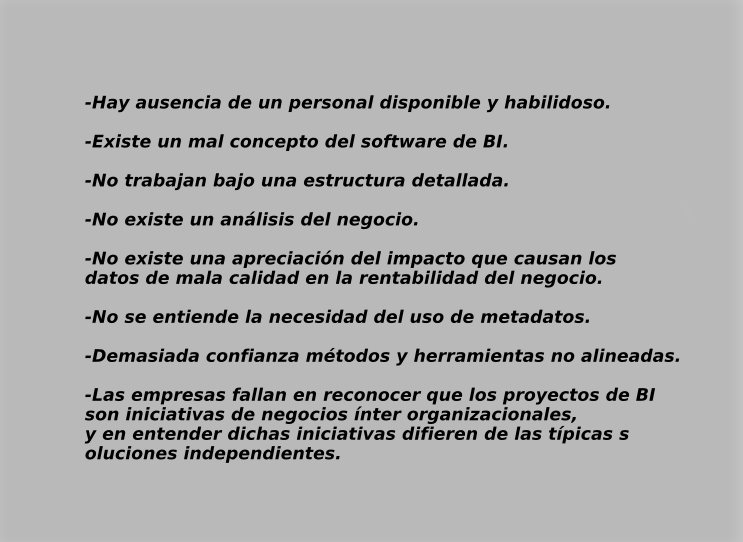 -Hay ausencia de un personal disponible y habilidoso.
-Existe un mal concepto del software de BI.
-No trabajan bajo una estructura detallada.
-No existe un análisis del negocio.
-No existe una apreciación del impacto que causan los
datos de mala calidad en la rentabilidad del negocio.
-No se entiende la necesidad del uso de metadatos.
-Demasiada confianza métodos y herramientas no alineadas.
-Las empresas fallan en reconocer que los proyectos de BI
son iniciativas de negocios ínter organizacionales,
y en entender dichas iniciativas difieren de las típicas s
oluciones independientes.